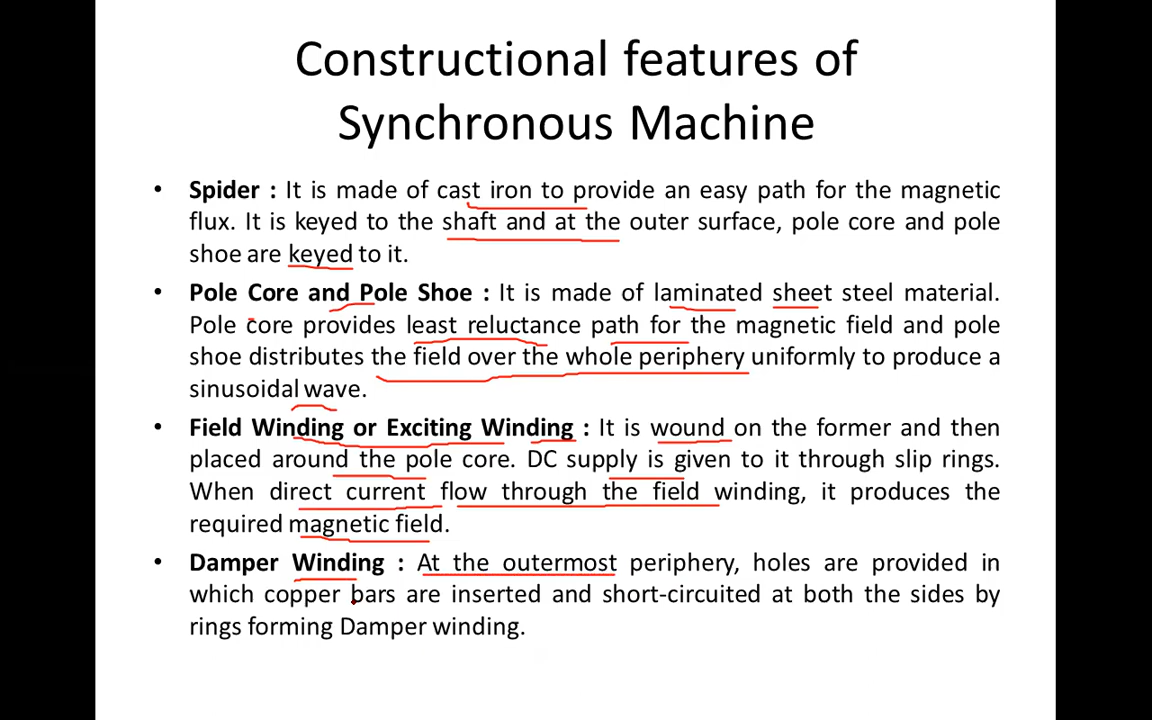 Constructional features of
Synchronous Machine
• Spider : It is made of cast iron to provide an easy path for the magnetic
flux. It is keyed to the shaft and at the outer surface, pole core and pole
shoe are keyed to it.
• Pole Core and Pole Shoe : It is made of laminated sheet steel material.
Pole core provides least reluctance path for the magnetic field and pole
shoe distributes the field over the whole periphery uniformly to produce a
sinusoidal wave.
• Field Winding or Exciting Winding : It is wound on the former and then
placed around the pole core. DC supply is given to it through slip rings.
When direct current flow through the field winding, it produces the
required magnetic field.
• Damper Winding : At the outermost periphery, holes are provided in
which copper bars are inserted and short-circuited at both the sides by
rings forming Damper winding.